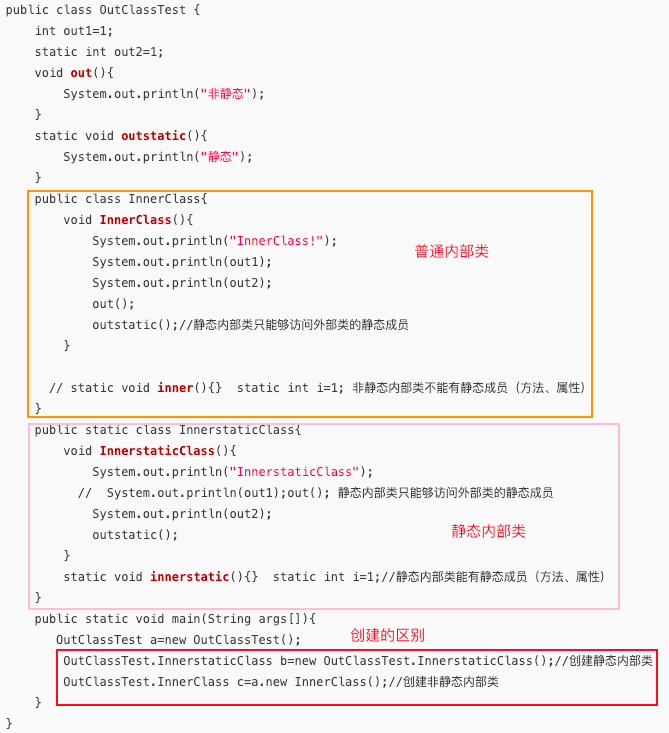 public class OutClassTest {
int out1=1;
static int out2=1;
void out(){
System.out.println("非静态");
}
static void outstatic(){
System.out.println("静态");
}
public class InnerClass{
void InnerClass(){
System.out.println("InnerClass!");
普通内部类
System.out.println(out1);
System.out.println(out2);
out();
outstatic();//静态内部类只能够访问外部类的静态成员
}
// static void inner(){}  static int i=1; 非静态内部类不能有静态成员（方法、属性）
}
public static class InnerstaticClass{
void InnerstaticClass(){
System.out.println("InnerstaticClass");
//  System.out.println(out1);out(); 静态内部类只能够访问外部类的静态成员
System.out.println(out2);
静态内部类
outstatic();
}
static void innerstatic(){}  static int i=1;//静态内部类能有静态成员（方法、属性）
}
public static void main(String args[]){
创建的区别
OutClassTest a=new OutClassTest();
OutClassTest.InnerstaticClass b=new OutClassTest.InnerstaticClass();//创建静态内部类
OutClassTest.InnerClass c=a.new InnerClass();//创建非静态内部类
}
}